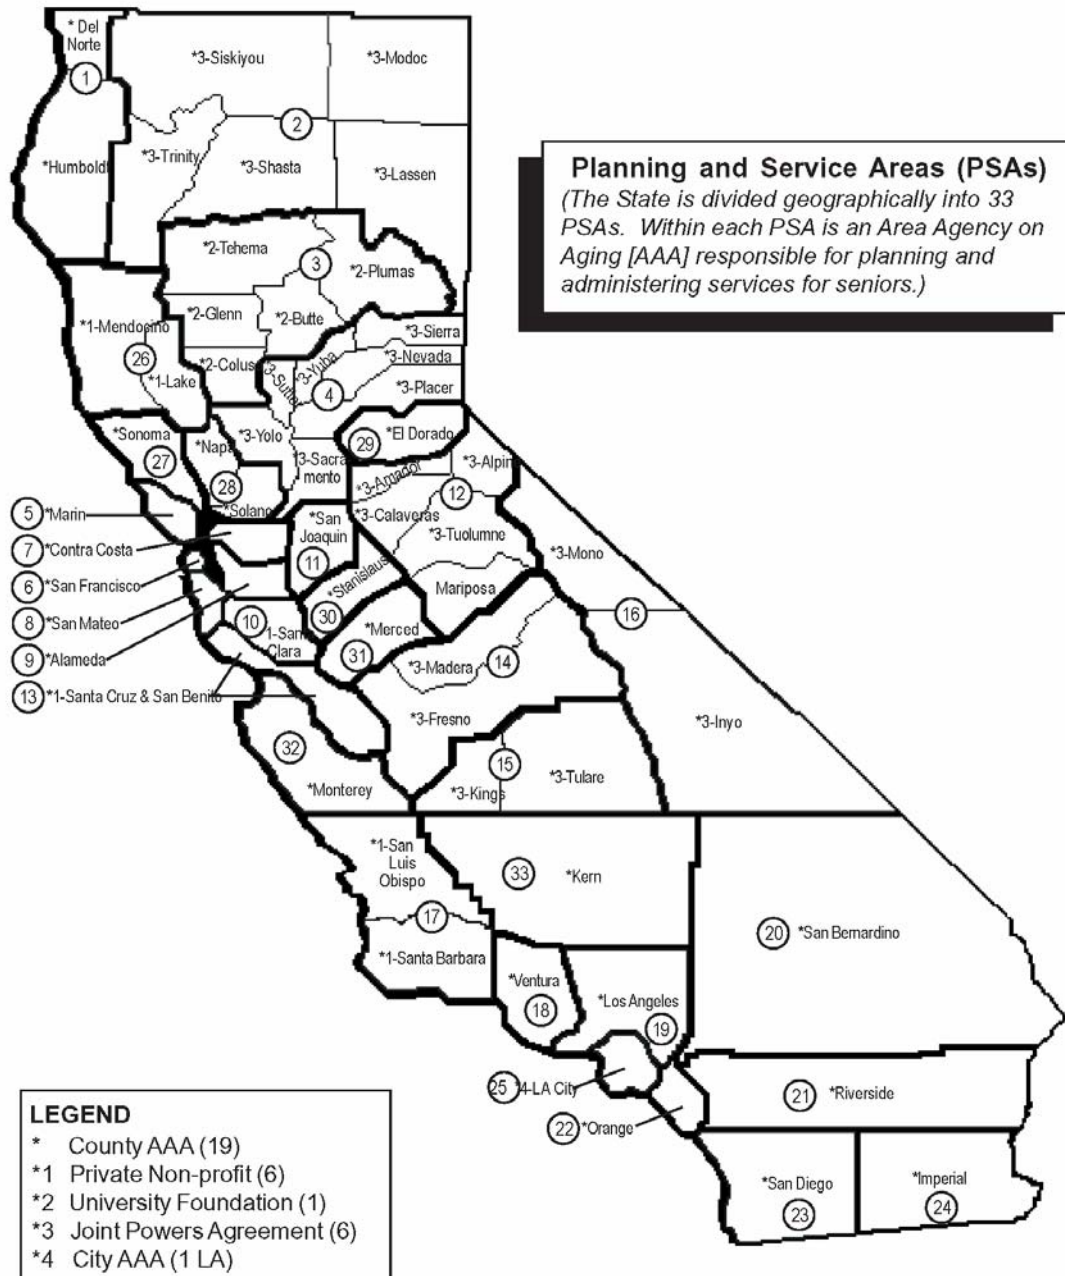 * Del
Norte
1
*3-Siskiyou
*3-Modoc
2
*Humboldt
*3-Trinity
*3-Shasta
*3-Lassen
Planning and Service Areas (PSAs)
(The State is divided geographically into 33
PSAs. Within each PSA is an Area Agency on
Aging [AAA] responsible for planning and
administering services for seniors.)
*2-Tehema
3
*2-Plumas
*2-Glenn
*2-Butte
*1-Mendocino
26
*1-Lake
*2-Colus
*3-Sutter
*3-Yuba
*3-Sierra
*3-Nevada
4
*3-Placer
*Sonoma
27
*Napa
28
*3-Yolo
*Solano
29
*El Dorado
*3-Sacra
mento
*3-Amador
*3-Alpin
12
*3-Calaveras
*3-Tuolumne
*3-Mono
Mariposa
5 *Marin
7 *Contra Costa
6 *San Francisco
8 *San Mateo
9 *Alameda
13 *1-Santa Cruz & San Benito
*San
Joaquin
11
*Stanislaus
30
10
1-Sant
Clara
*Merced
31
*3-Madera
14
16
*3-Fresno
*3-Inyo
32
*Monterey
15
*3-Kings
*3-Tulare
*1-San
Luis
Obispo
17
*1-Santa Barbara
33
*Kern
20 *San Bernardino
*Ventura
18
*Los Angeles
19
25 *4-LA City
22 *Orange
21 *Riverside
*San Diego
23
*Imperial
24
LEGEND
* County AAA (19)
*1 Private Non-profit (6)
*2 University Foundation (1)
*3 Joint Powers Agreement (6)
*4 City AAA (1 LA)